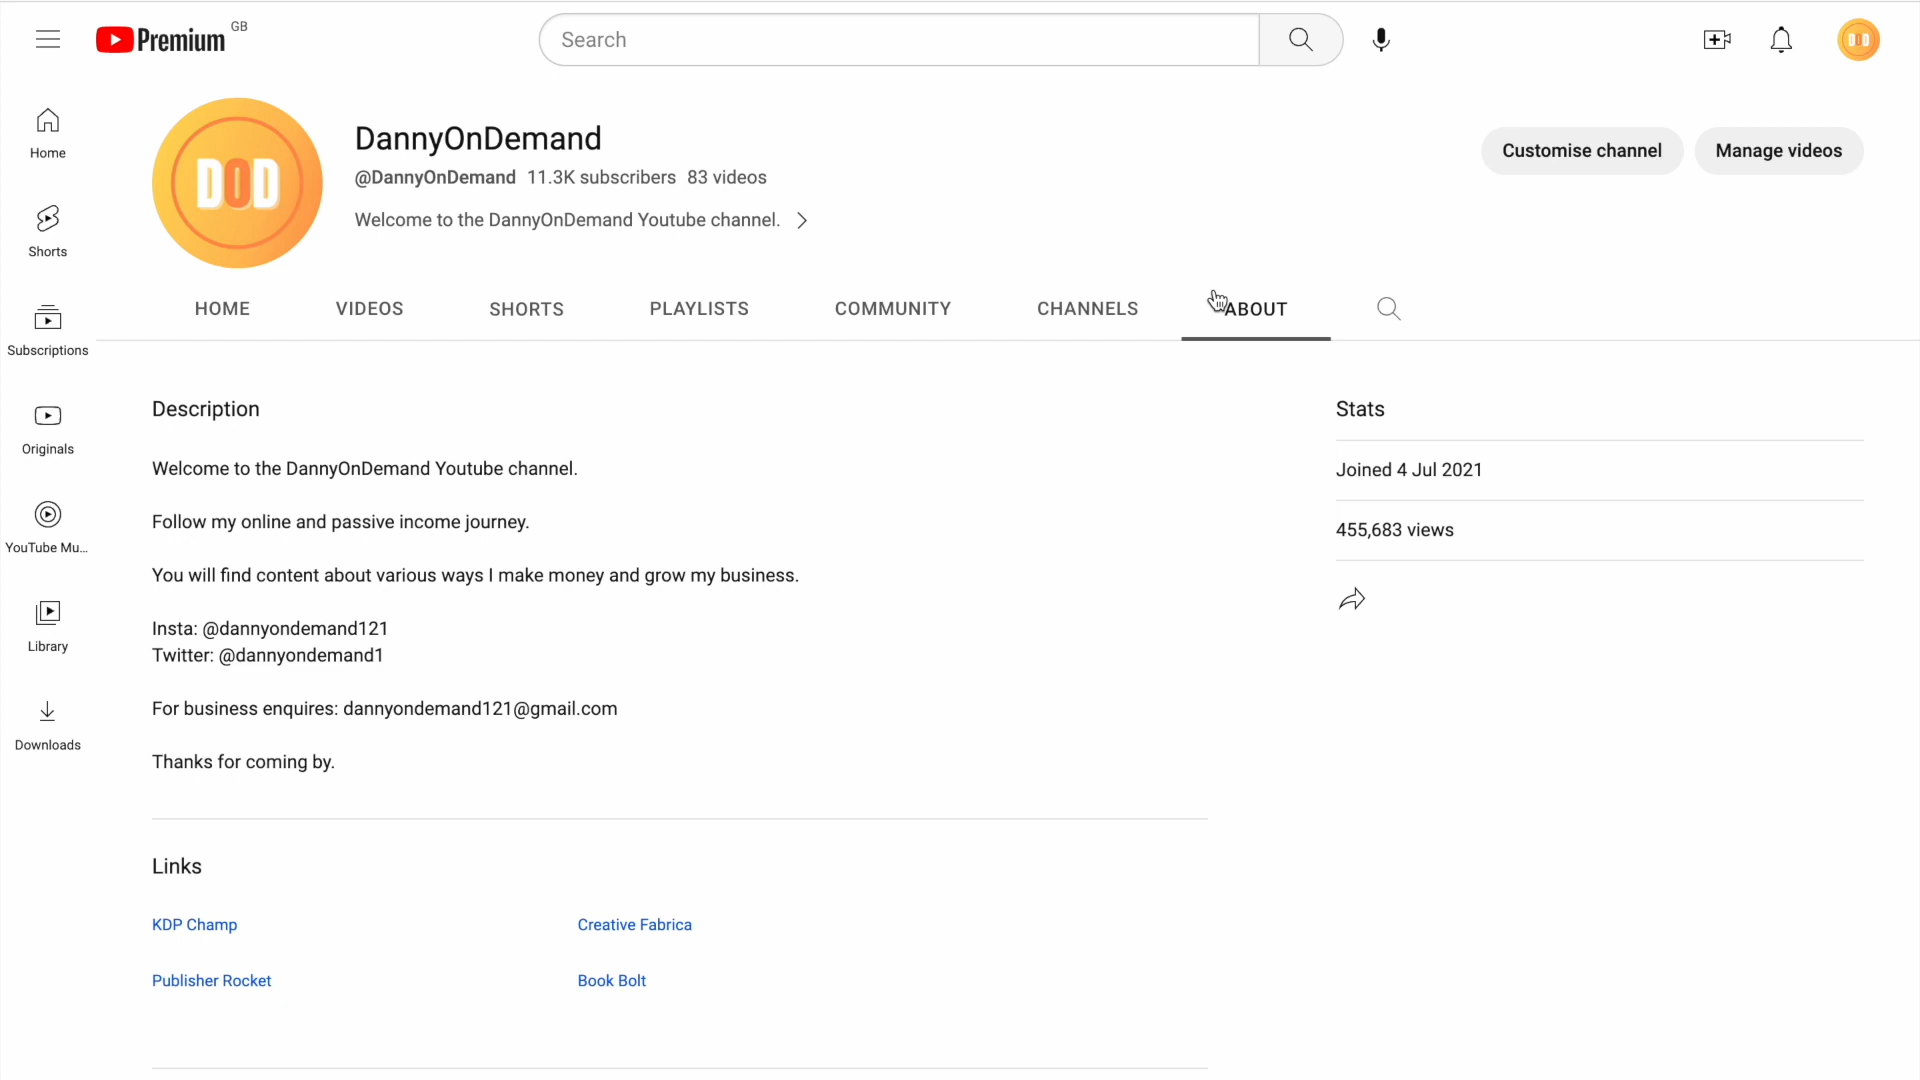 Premium GB
Search
DOD
Home
Shorts
Subscriptions
Originals
YouTube Mu...
Library
Downloads
DOD
DannyOnDemand
@DannyOnDemand 11.3K subscribers 83 videos
Welcome to the DannyOnDemand Youtube channel.
Customise channel
Manage videos
HOME
VIDEOS
SHORTS
PLAYLISTS
COMMUNITY
CHANNELS
ABOUT
Description
Welcome to the DannyOnDemand Youtube channel.
Follow my online and passive income journey.
You will find content about various ways I make money and grow my business.
Insta: @dannyondemand121
Twitter: @dannyondemand1
For business enquires: dannyondemand121@gmail.com
Thanks for coming by.
Links
KDP Champ
Creative Fabrica
Publisher Rocket
Book Bolt
Stats
Joined 4 Jul 2021
455,683 views